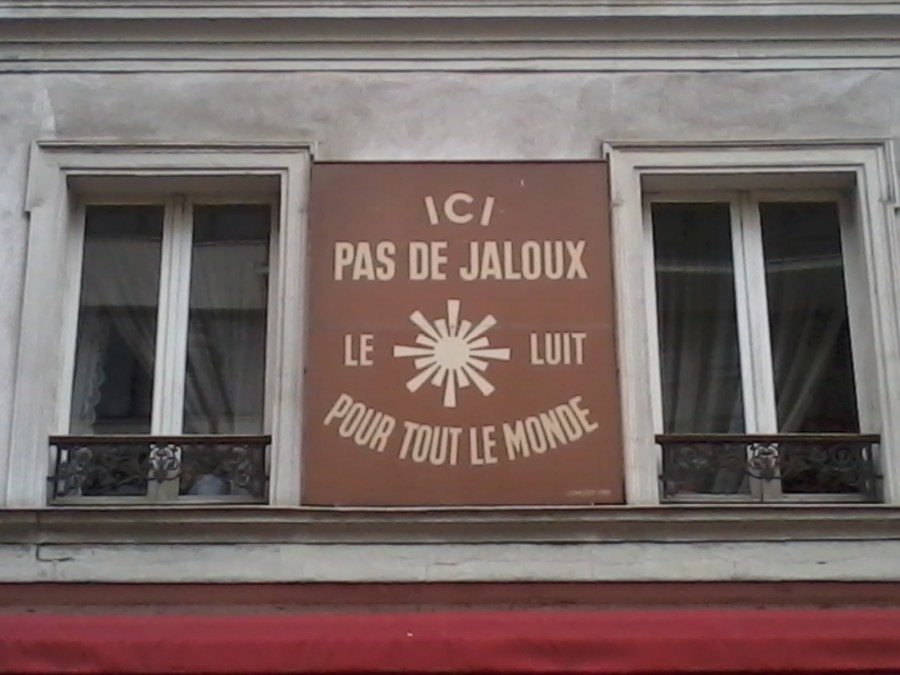 ICI
PAS DE JALOUX
LE LUIT
POUR TOUT LE MONDE